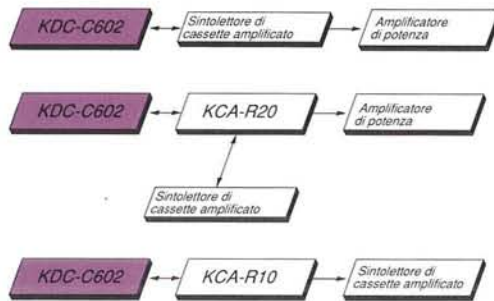 KDC-C602
Sintolettore di
cassette amplificato
Amplificatore
di potenza
KDC-C602
KCA-R20
Amplificatore
di potenza
Sintolettore di
cassette amplificato
KDC-C602
KCA-R10
Sintolettore di
cassette amplificato